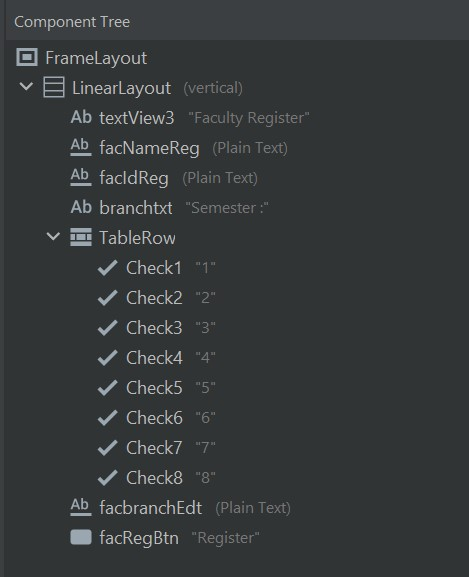 Component Tree
FrameLayout
LinearLayout (vertical)
Ab textView3 "Faculty Register"
Ab facNameReg (Plain Text)
Ab facIdReg (Plain Text)
Ab branchtxt "Semester :"
TableRow
Check1 "1"
Check2 "2"
Check3 "3"
Check4 "4"
Check5 "5"
Check6 "6"
Check7 "7"
Check8 "8"
Ab facbranchEdt (Plain Text)
facRegBtn "Register"